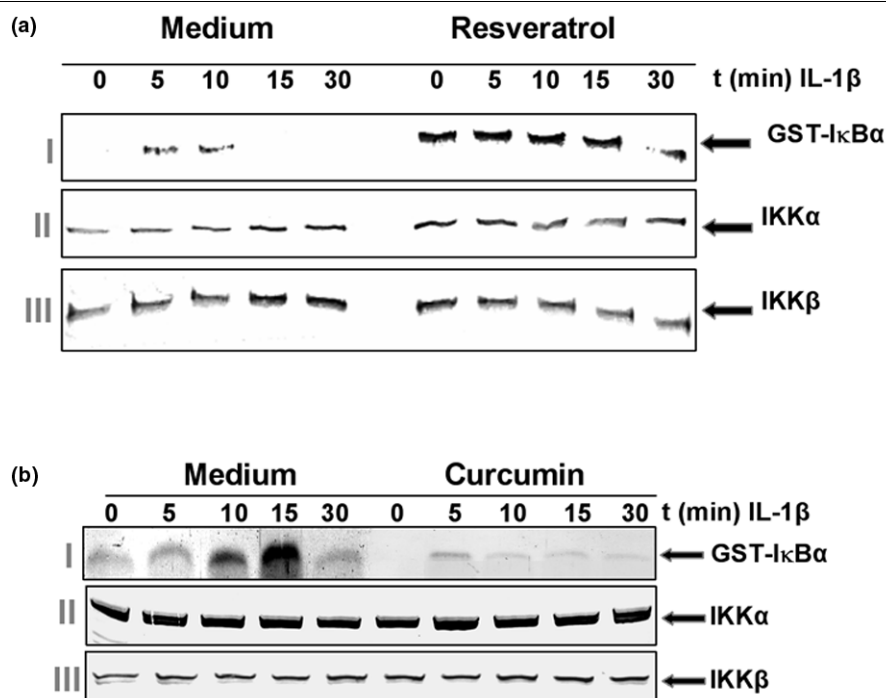 (a)
Medium Resveratrol
0 5 10 15 30 0 5 10 15 30 t (min) IL-1β
I GST-IκBα
II IKKα
III IKKβ
(b)
Medium Curcumin
0 5 10 15 30 0 5 10 15 30 t (min) IL-1β
I GST-IκBα
II IKKα
III IKKβ